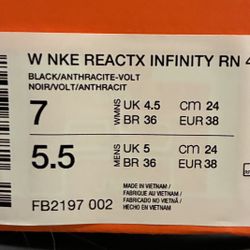 W NKE REACTX INFINITY RN 4
BLACK/ANTHRACITE-VOLT
NOIR/VOLT/ANTHRACIT
7 WMNS UK 4.5 cm 24
BR 36 EUR 38
5.5 MENS UK 5 cm 24
BR 36 EUR 38
MADE IN VIETNAM /
FABRIQUE AU VIETNAM /
FABRICADO NO VIETNÃ /
HECHO EN VIETNAM
FB2197 002